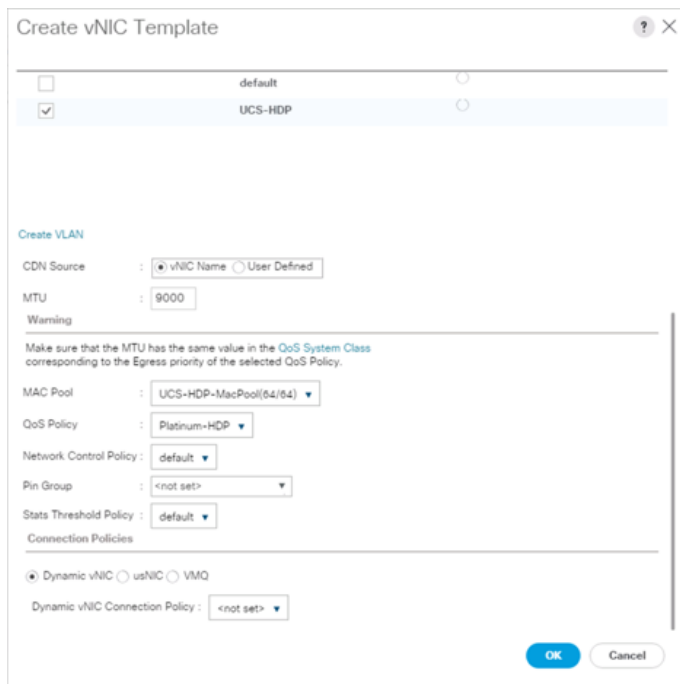 Create vNIC Template
? ×
default
UCS-HDP
Create VLAN
CDN Source : vNIC Name User Defined
MTU : 9000
Warning
Make sure that the MTU has the same value in the QoS System Class
corresponding to the Egress priority of the selected QoS Policy.
MAC Pool : UCS-HDP-MacPool(64/64)
QoS Policy : Platinum-HDP
Network Control Policy : default
Pin Group : <not set>
Stats Threshold Policy : default
Connection Policies
Dynamic vNIC usNIC VMQ
Dynamic vNIC Connection Policy : <not set>
OK Cancel